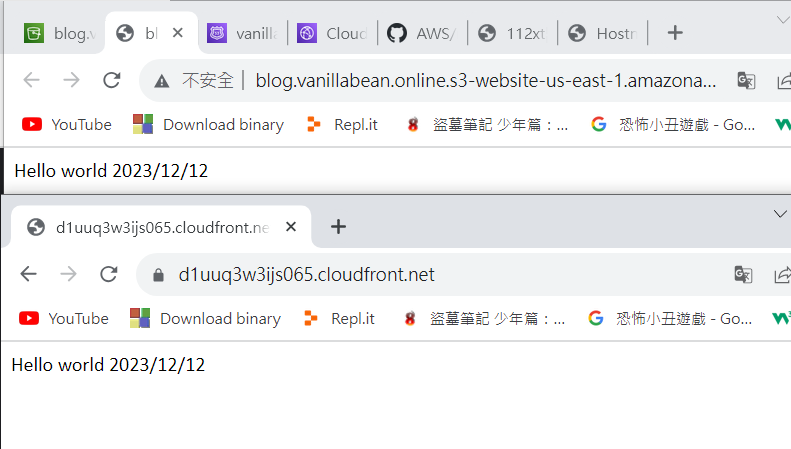 blog.v
bl
vanilla
Cloud
AWS/
112xt
Hostn
不安全 | blog.vanillabean.online.s3-website-us-east-1.amazona...
YouTube
Download binary
Repl.it
盜墓筆記 少年篇：...
恐怖小丑遊戲 - Go...
Hello world 2023/12/12
d1uuq3w3ijs065.cloudfront.ne
d1uuq3w3ijs065.cloudfront.net
YouTube
Download binary
Repl.it
盜墓筆記 少年篇：...
恐怖小丑遊戲 - Go...
Hello world 2023/12/12